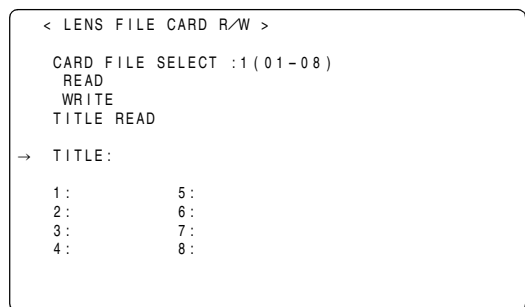 < LENS FILE CARD R/W >
CARD FILE SELECT :1(01–08)
READ
WRITE
TITLE READ
→ TITLE:
1: 5:
2: 6:
3: 7:
4: 8: